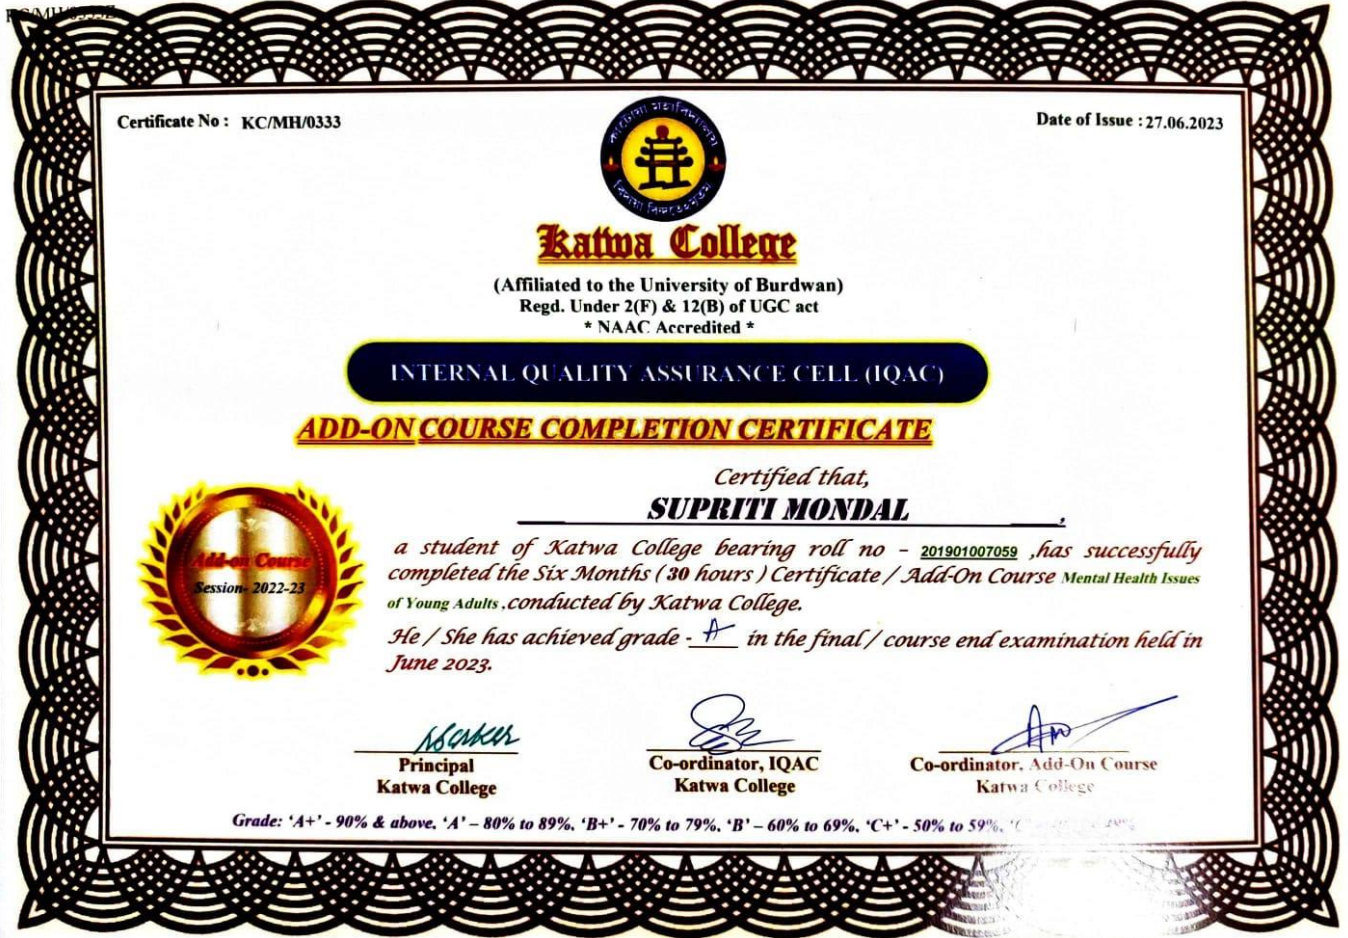 Certificate No : KC/MH/0333
Date of Issue : 27.06.2023
Katwa College
(Affiliated to the University of Burdwan)
Regd. Under 2(F) & 12(B) of UGC act
* NAAC Accredited *
INTERNAL QUALITY ASSURANCE CELL (IQAC)
ADD-ON COURSE COMPLETION CERTIFICATE
Certified that,
SUPRITI MONDAL ,
Add-on Course
Session- 2022-23
a student of Katwa College bearing roll no - 201901007059 ,has successfully
completed the Six Months ( 30 hours ) Certificate / Add-On Course Mental Health Issues
of Young Adults , conducted by Katwa College.
He / She has achieved grade - A in the final / course end examination held in
June 2023.
Principal
Katwa College
Co-ordinator, IQAC
Katwa College
Co-ordinator, Add-On Course
Katwa College
Grade: ‘A+’ - 90% & above, ‘A’ – 80% to 89%, ‘B+’ - 70% to 79%, ‘B’ – 60% to 69%, ‘C+’ - 50% to 59%,